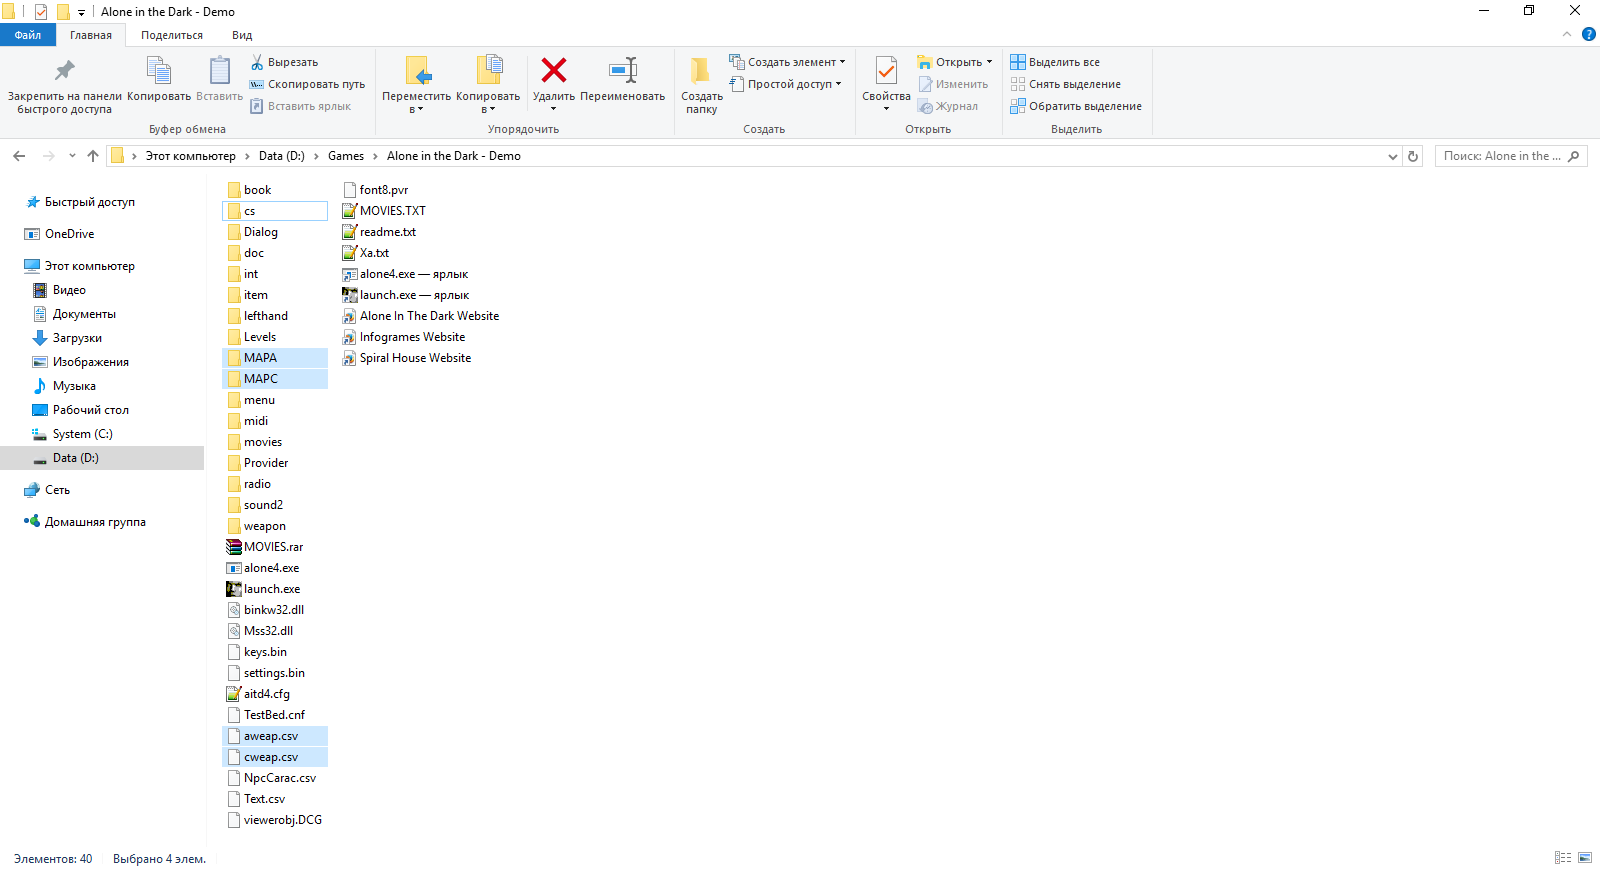 Alone in the Dark - Demo
Файл Главная Поделиться Вид
Закрепить на панели быстрого доступа
Копировать
Вставить
Вырезать
Скопировать путь
Вставить ярлык
Буфер обмена
Переместить в
Копировать в
Удалить
Переименовать
Упорядочить
Создать папку
Создать элемент
Простой доступ
Создать
Свойства
Открыть
Изменить
Журнал
Открыть
Выделить все
Снять выделение
Обратить выделение
Выделить
Этот компьютер > Data (D:) > Games > Alone in the Dark - Demo
Поиск: Alone in the ...
Быстрый доступ
OneDrive
Этот компьютер
Видео
Документы
Загрузки
Изображения
Музыка
Рабочий стол
System (C:)
Data (D:)
Сеть
Домашняя группа
book
cs
Dialog
doc
int
item
lefthand
Levels
MAPA
MAPC
menu
midi
movies
Provider
radio
sound2
weapon
MOVIES.rar
alone4.exe
launch.exe
binkw32.dll
Mss32.dll
keys.bin
settings.bin
aitd4.cfg
TestBed.cnf
aweap.csv
cweap.csv
NpcCarac.csv
Text.csv
viewerobj.DCG
font8.pvr
MOVIES.TXT
readme.txt
Xa.txt
alone4.exe — ярлык
launch.exe — ярлык
Alone In The Dark Website
Infogrames Website
Spiral House Website
Элементов: 40 Выбрано 4 элем.